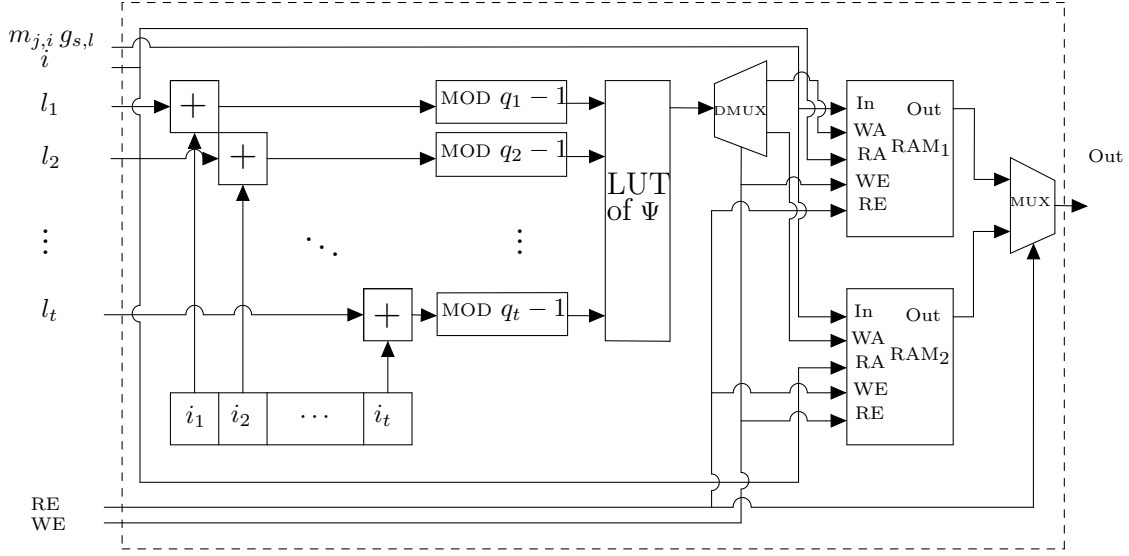 m_{j,i} g_{s,l}
i
l_1
+
MOD q_1 − 1
l_2
+
MOD q_2 − 1
LUT
of Ψ
DMUX
In
Out
WA
RAM_1
RA
WE
RE
MUX
Out
⋮
⋱
⋮
l_t
+
MOD q_t − 1
In
Out
WA
RAM_2
RA
WE
RE
i_1 i_2 ⋯ i_t
RE
WE